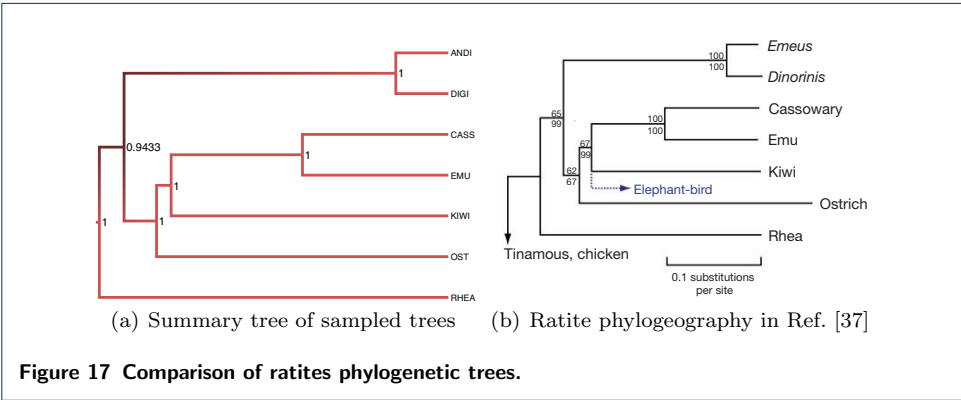 ANDI
1
DIGI
0.9433
CASS
1
EMU
1
KIWI
1
1
OST
RHEA
(a) Summary tree of sampled trees
Emeus
100
100
Dinorinis
65
99
Cassowary
100
100
Emu
67
99
Kiwi
62
67
Elephant-bird
Ostrich
Rhea
Tinamous, chicken
0.1 substitutions
per site
(b) Ratite phylogeography in Ref. [37]
Figure 17 Comparison of ratites phylogenetic trees.